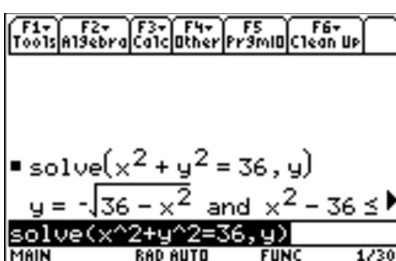 F1 F2 F3 F4 F5 F6
Tools Algebra Calc Other PrgmIO Clean Up
solve(x² + y² = 36, y)
y = -√(36 - x²) and x² - 36 ≤
solve(x^2+y^2=36,y)
MAIN RAD AUTO FUNC 1/30